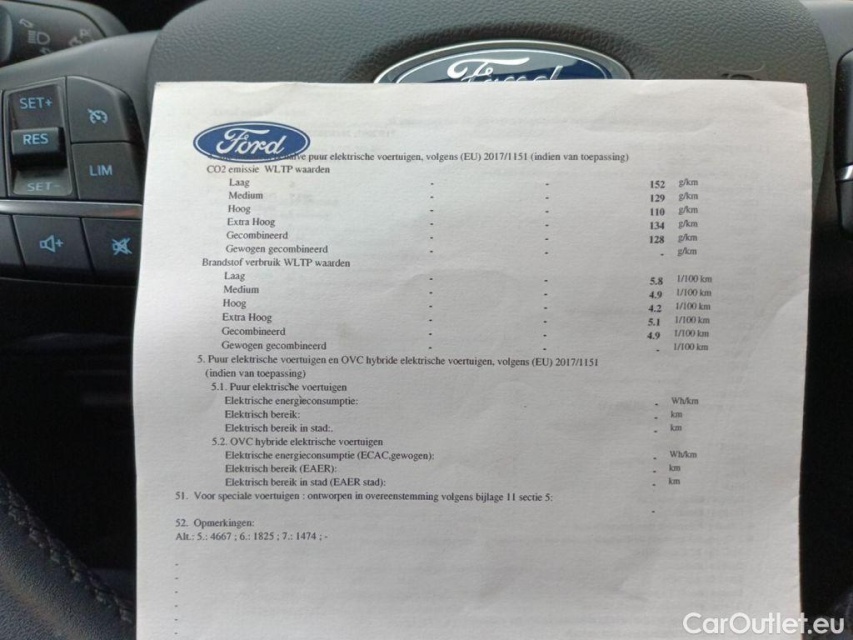 Ford
SET+
RES
SET-
LIM
Ford
puur elektrische voertuigen, volgens (EU) 2017/1151 (indien van toepassing)
CO2 emissie WLTP waarden
Laag - - 152 g/km
Medium - - 129 g/km
Hoog - - 110 g/km
Extra Hoog - - 134 g/km
Gecombineerd - - 128 g/km
Gewogen gecombineerd - - - g/km
Brandstof verbruik WLTP waarden
Laag - - 5.8 l/100 km
Medium - - 4.9 l/100 km
Hoog - - 4.2 l/100 km
Extra Hoog - - 5.1 l/100 km
Gecombineerd - - 4.9 l/100 km
Gewogen gecombineerd - - - l/100 km
5. Puur elektrische voertuigen en OVC hybride elektrische voertuigen, volgens (EU) 2017/1151
(indien van toepassing)
5.1. Puur elektrische voertuigen
Elektrische energieconsumptie: - Wh/km
Elektrisch bereik: - km
Elektrisch bereik in stad:. - km
5.2. OVC hybride elektrische voertuigen
Elektrische energieconsumptie (ECAC,gewogen): - Wh/km
Elektrisch bereik (EAER): - km
Elektrisch bereik in stad (EAER stad): - km
51. Voor speciale voertuigen : ontworpen in overeenstemming volgens bijlage 11 sectie 5:
-
52. Opmerkingen:
Alt.: 5.: 4667 ; 6.: 1825 ; 7.: 1474 ; -
-
-
-
-
-
-
CarOutlet.eu